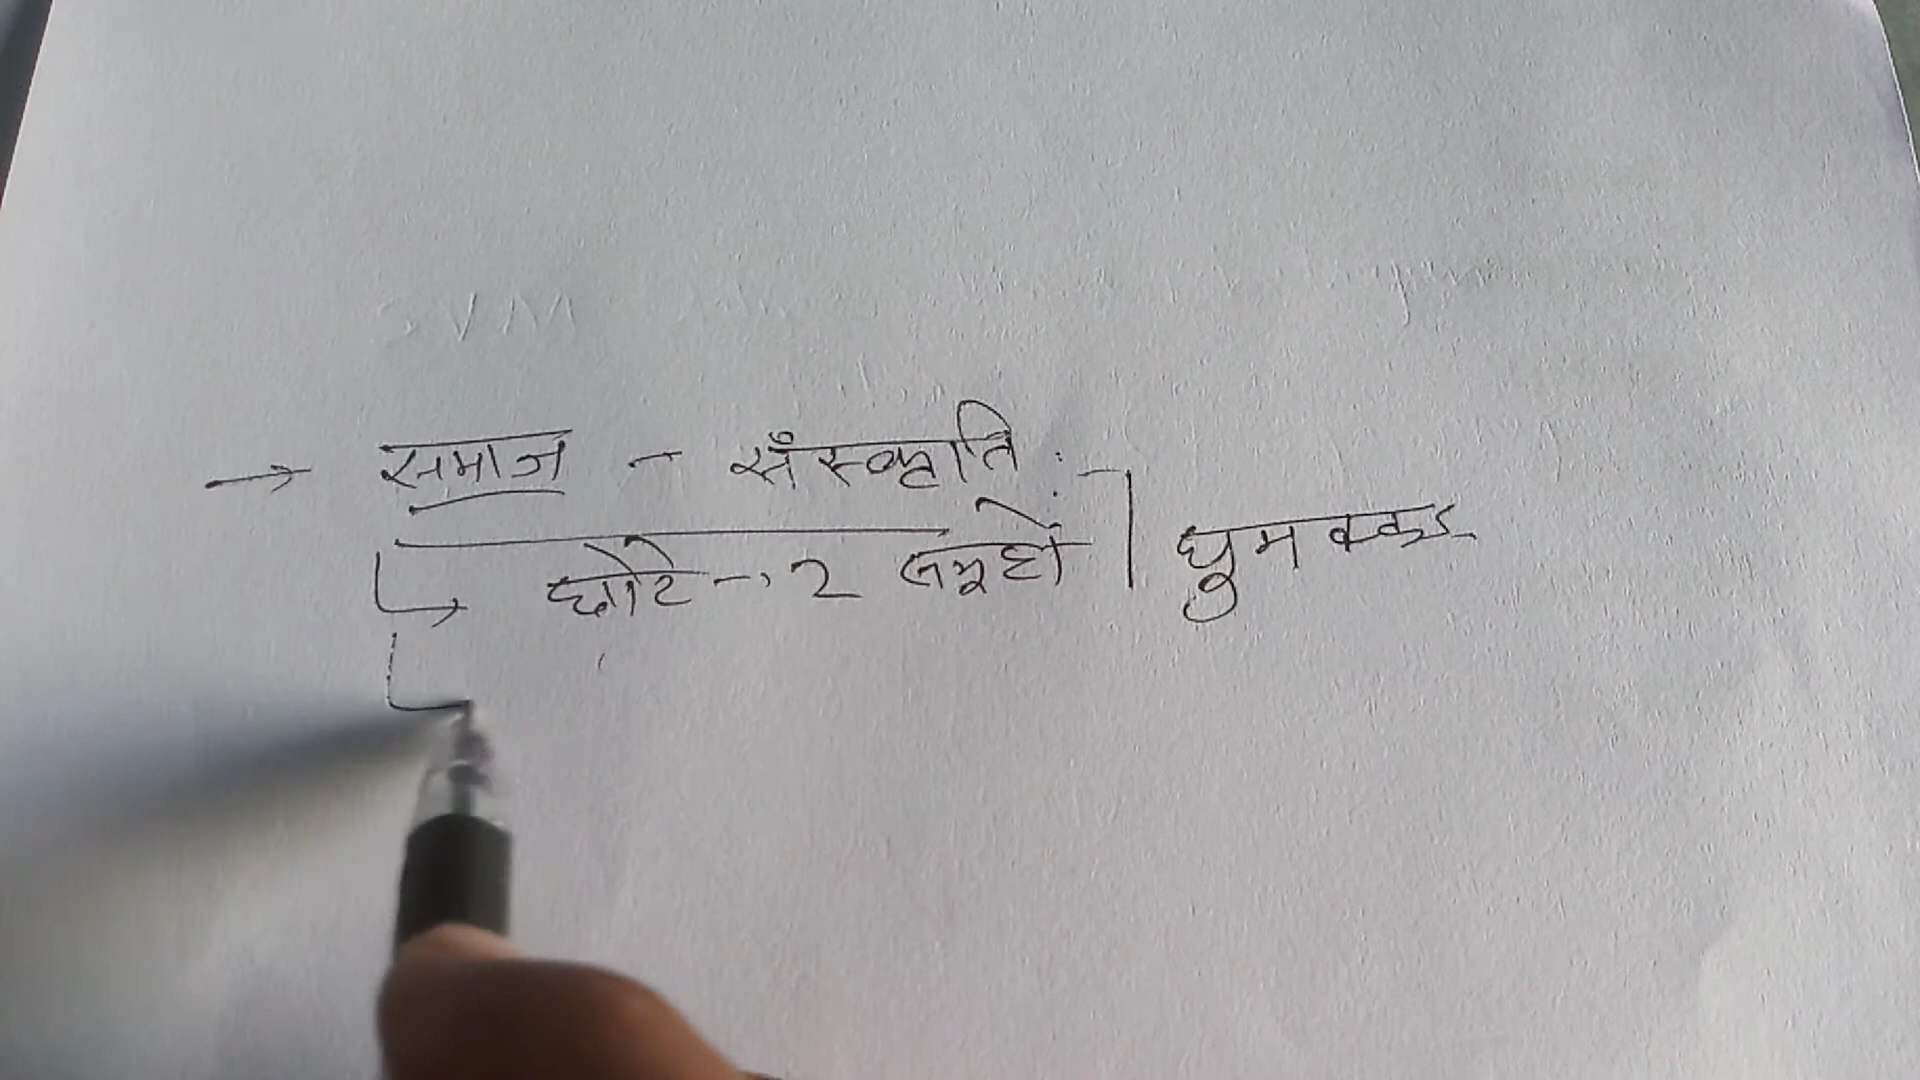 → समाज - संस्कृति :
छोटे - 2 समूहों
घुमक्कड